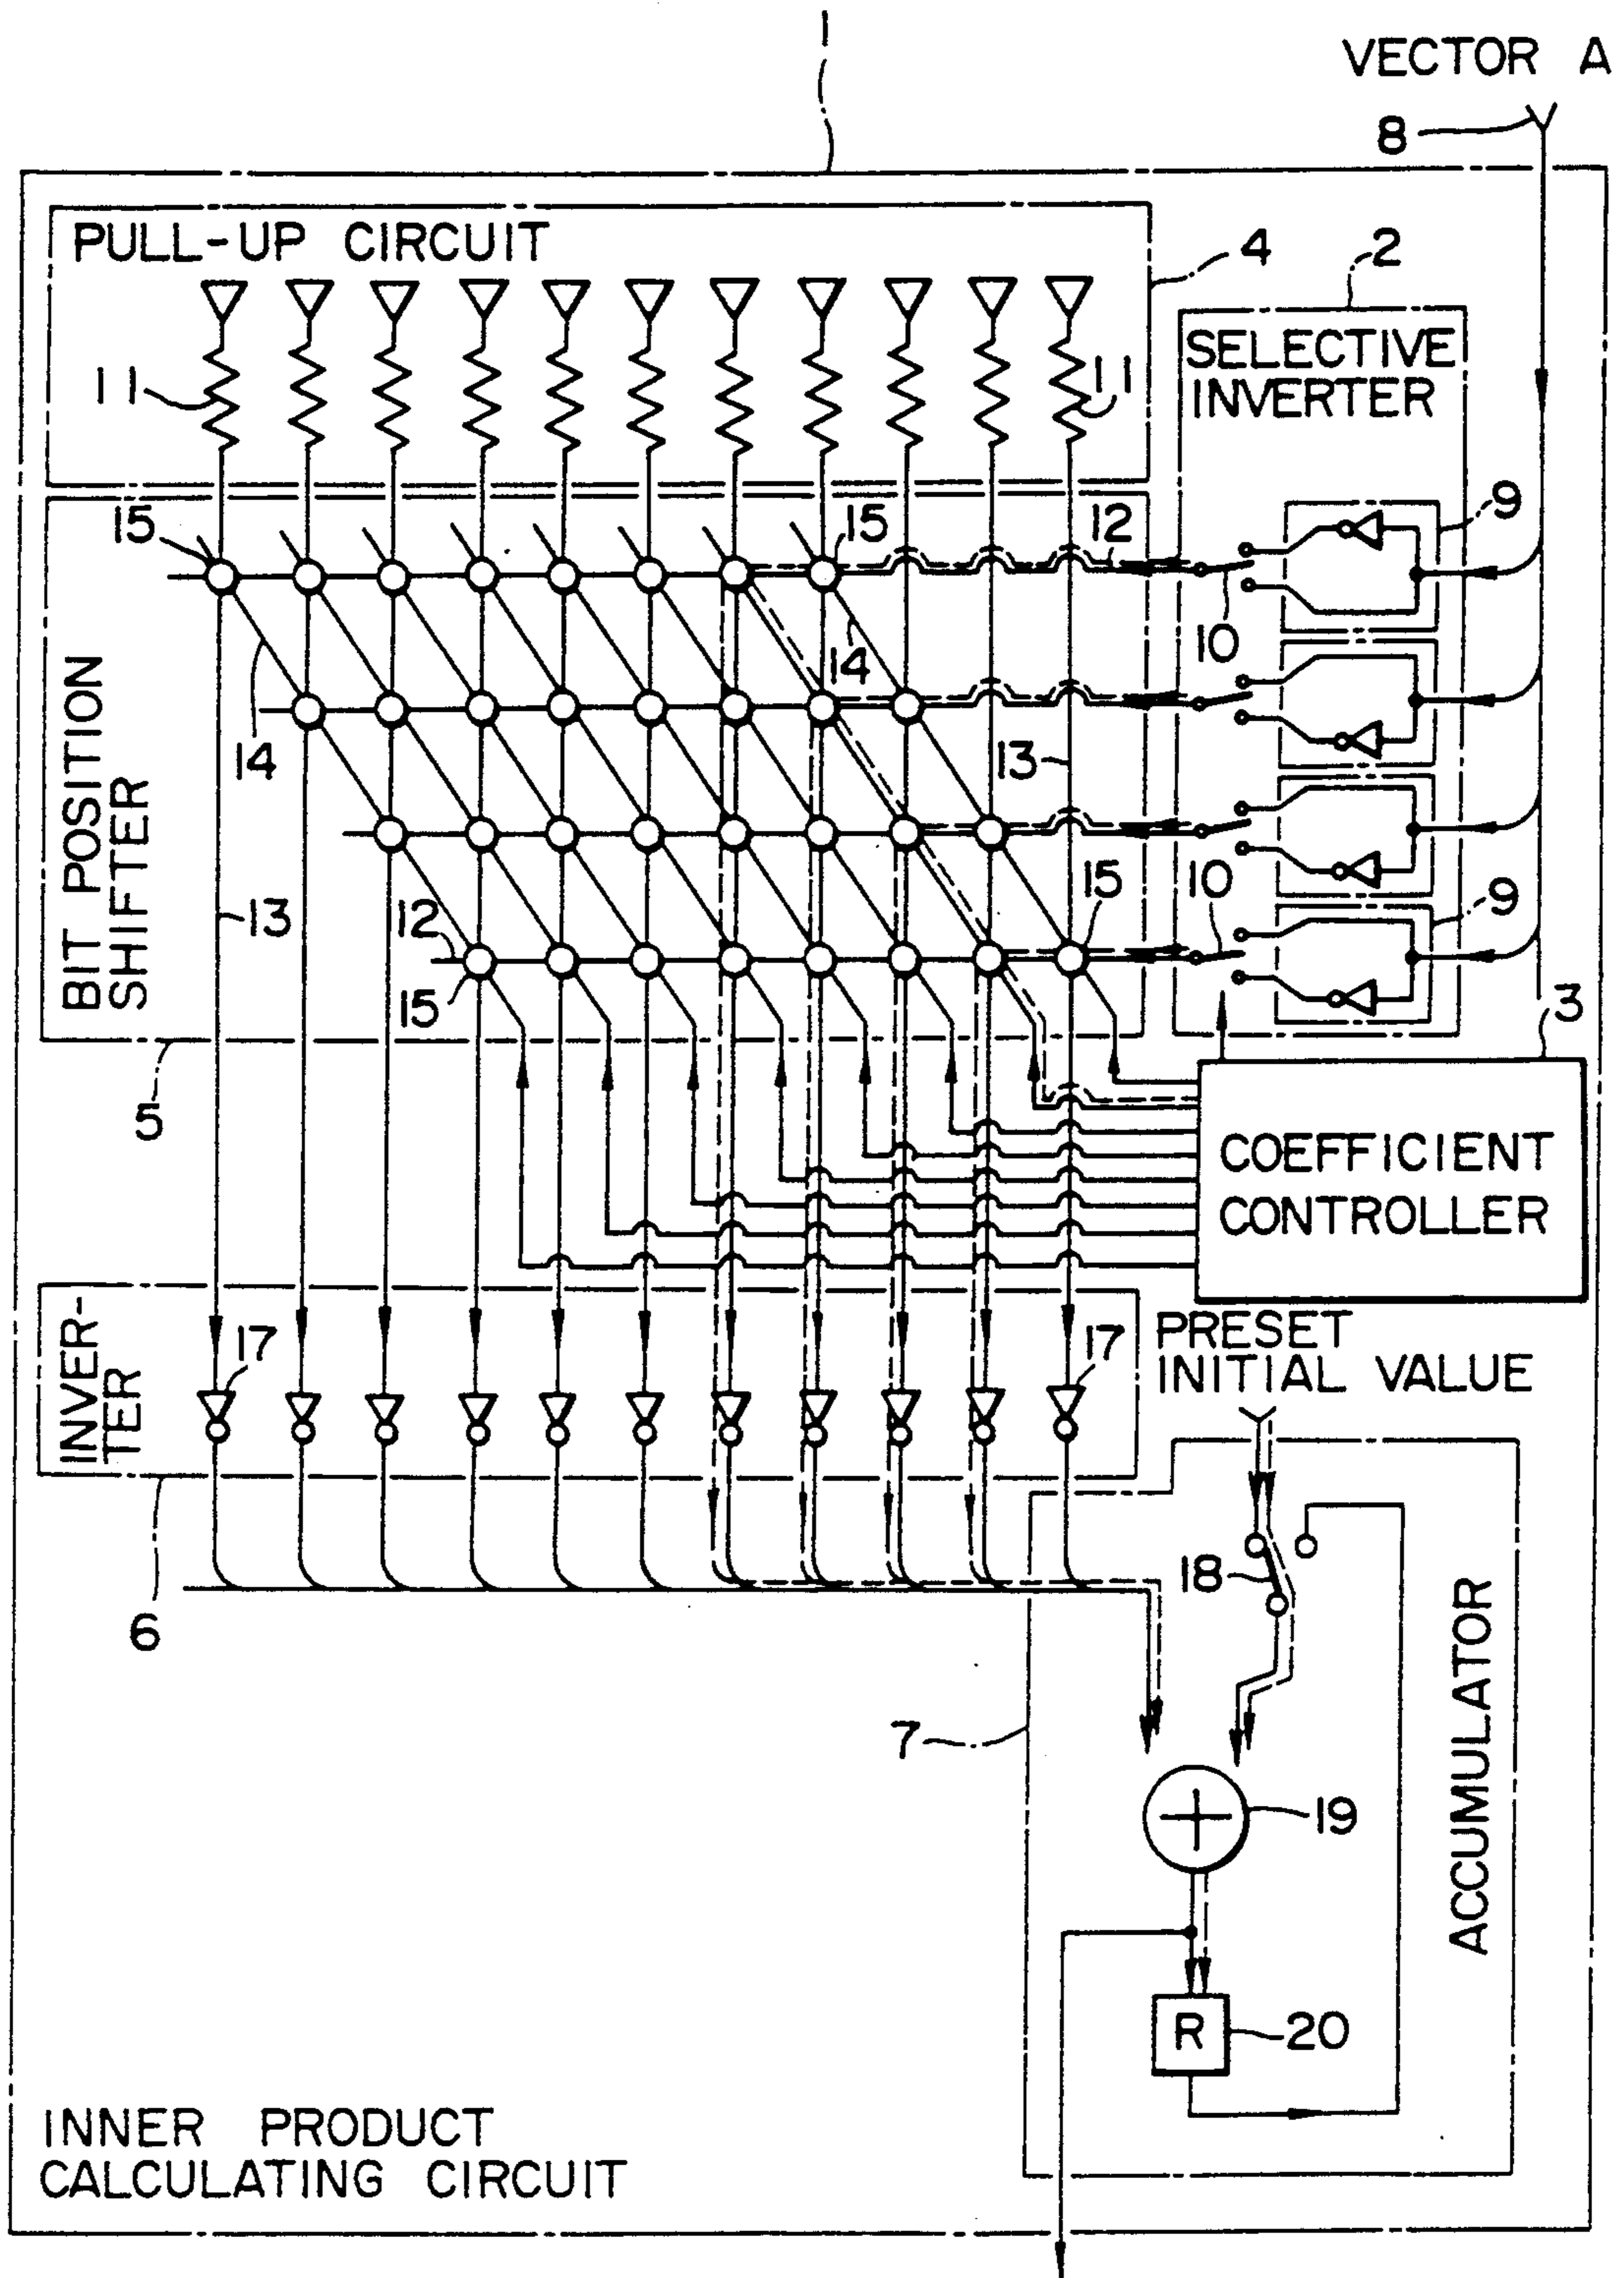 1
VECTOR A
8
PULL-UP CIRCUIT
4
2
SELECTIVE
INVERTER
11
11
15
15
12
9
10
14
14
13
BIT POSITION
SHIFTER
13
12
15
15
10
9
3
5
COEFFICIENT
CONTROLLER
INVER-
TER
17
17
PRESET
INITIAL VALUE
18
6
7
19
ACCUMULATOR
R
20
INNER PRODUCT
CALCULATING CIRCUIT